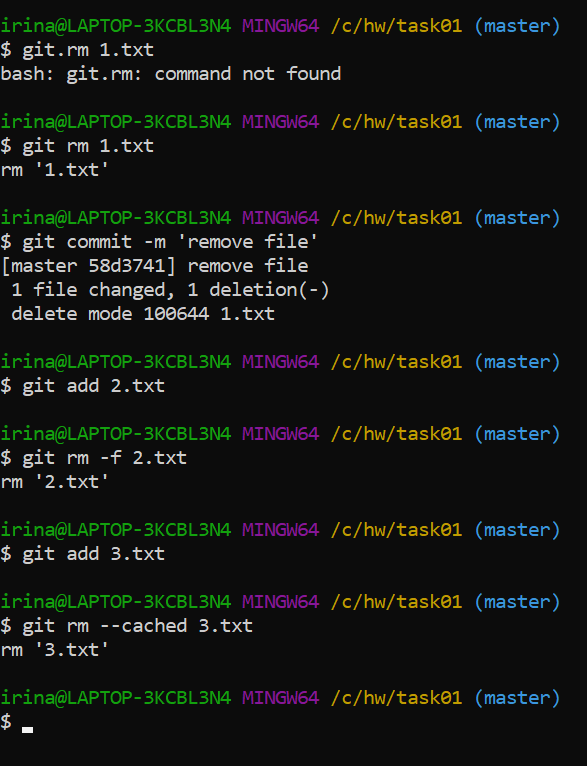 irina@LAPTOP-3KCBL3N4 MINGW64 /c/hw/task01 (master)
$ git.rm 1.txt
bash: git.rm: command not found
irina@LAPTOP-3KCBL3N4 MINGW64 /c/hw/task01 (master)
$ git rm 1.txt
rm '1.txt'
irina@LAPTOP-3KCBL3N4 MINGW64 /c/hw/task01 (master)
$ git commit -m 'remove file'
[master 58d3741] remove file
 1 file changed, 1 deletion(-)
 delete mode 100644 1.txt
irina@LAPTOP-3KCBL3N4 MINGW64 /c/hw/task01 (master)
$ git add 2.txt
irina@LAPTOP-3KCBL3N4 MINGW64 /c/hw/task01 (master)
$ git rm -f 2.txt
rm '2.txt'
irina@LAPTOP-3KCBL3N4 MINGW64 /c/hw/task01 (master)
$ git add 3.txt
irina@LAPTOP-3KCBL3N4 MINGW64 /c/hw/task01 (master)
$ git rm --cached 3.txt
rm '3.txt'
irina@LAPTOP-3KCBL3N4 MINGW64 /c/hw/task01 (master)
$